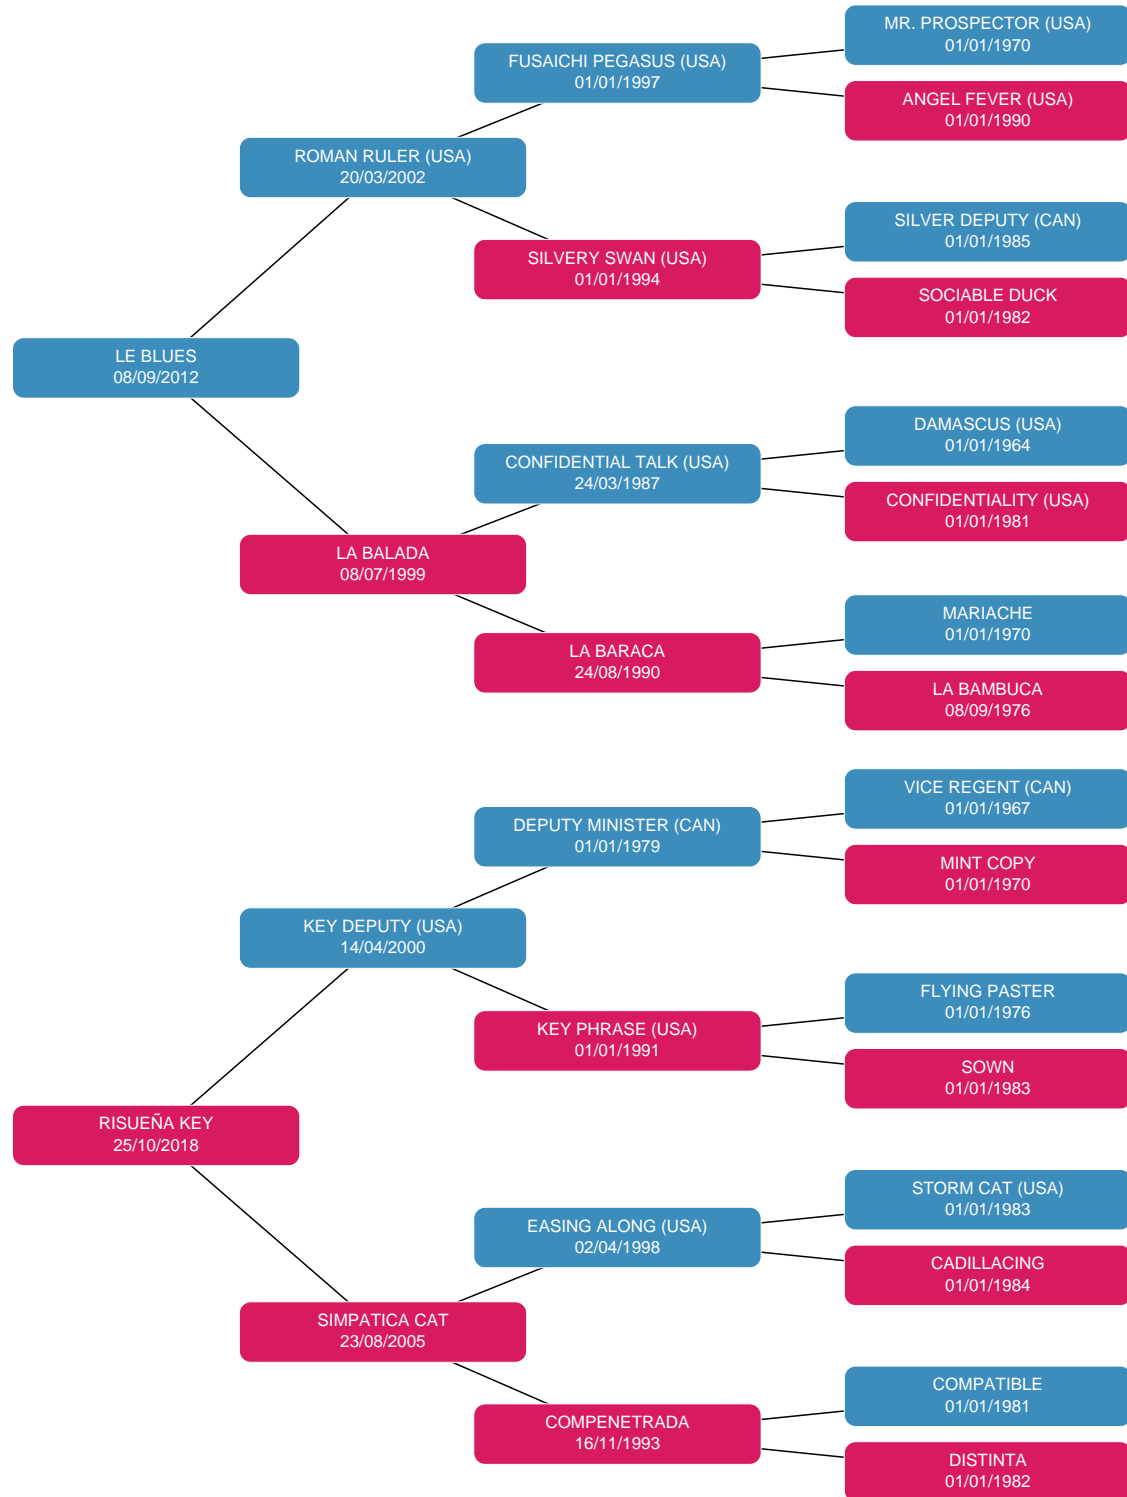 MR. PROSPECTOR (USA)
01/01/1970
FUSAICHI PEGASUS (USA)
01/01/1997
ANGEL FEVER (USA)
01/01/1990
ROMAN RULER (USA)
20/03/2002
SILVER DEPUTY (CAN)
01/01/1985
SILVERY SWAN (USA)
01/01/1994
SOCIABLE DUCK
01/01/1982
LE BLUES
08/09/2012
DAMASCUS (USA)
01/01/1964
CONFIDENTIAL TALK (USA)
24/03/1987
CONFIDENTIALITY (USA)
01/01/1981
LA BALADA
08/07/1999
MARIACHE
01/01/1970
LA BARACA
24/08/1990
LA BAMBUCA
08/09/1976
VICE REGENT (CAN)
01/01/1967
DEPUTY MINISTER (CAN)
01/01/1979
MINT COPY
01/01/1970
KEY DEPUTY (USA)
14/04/2000
FLYING PASTER
01/01/1976
KEY PHRASE (USA)
01/01/1991
SOWN
01/01/1983
RISUEÑA KEY
25/10/2018
STORM CAT (USA)
01/01/1983
EASING ALONG (USA)
02/04/1998
CADILLACING
01/01/1984
SIMPATICA CAT
23/08/2005
COMPATIBLE
01/01/1981
COMPENETRADA
16/11/1993
DISTINTA
01/01/1982